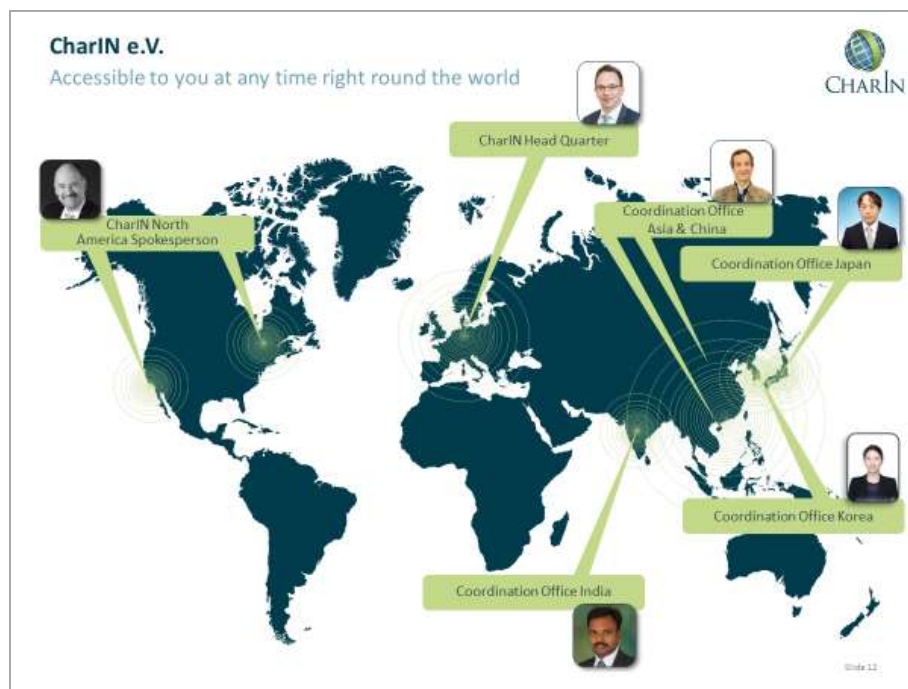 CharIN e.V.
Accessible to you at any time right round the world
CHARIN
CharIN Head Quarter
CharIN North
America Spokesperson
Coordination Office
Asia & China
Coordination Office Japan
Coordination Office Korea
Coordination Office India
Slide 12